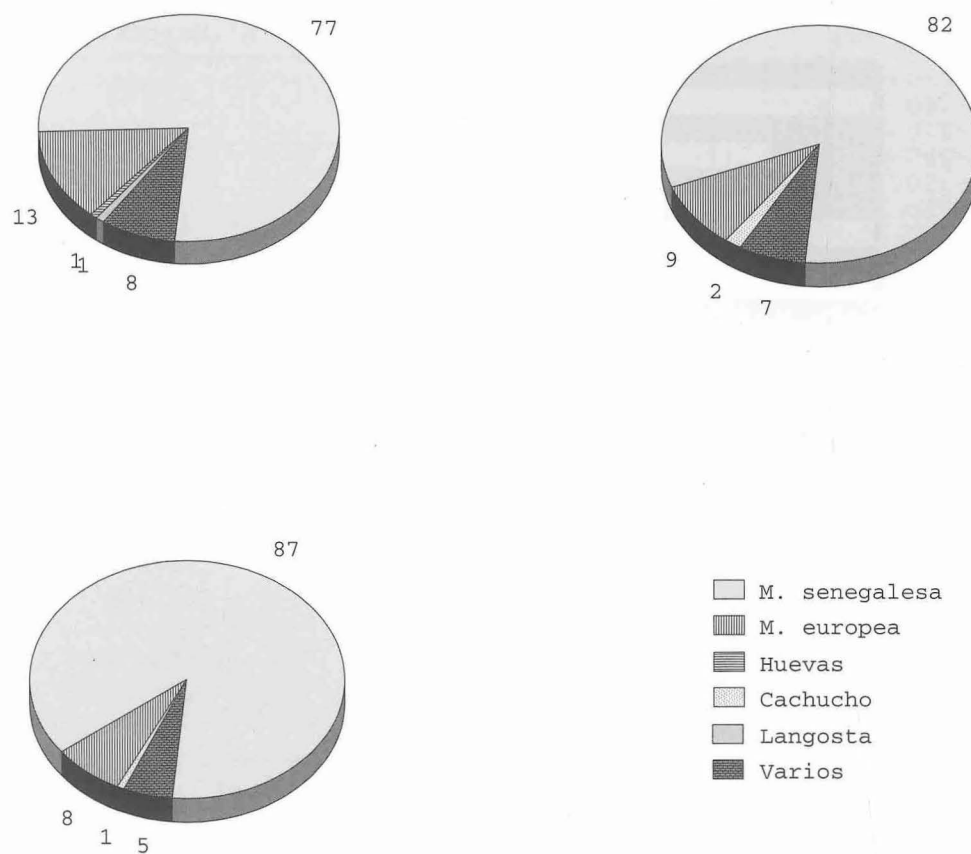 77
13
1
1
8
82
9
2
7
87
8
1
5
M. senegalesa
M. europea
Huevas
Cachucho
Langosta
Varios